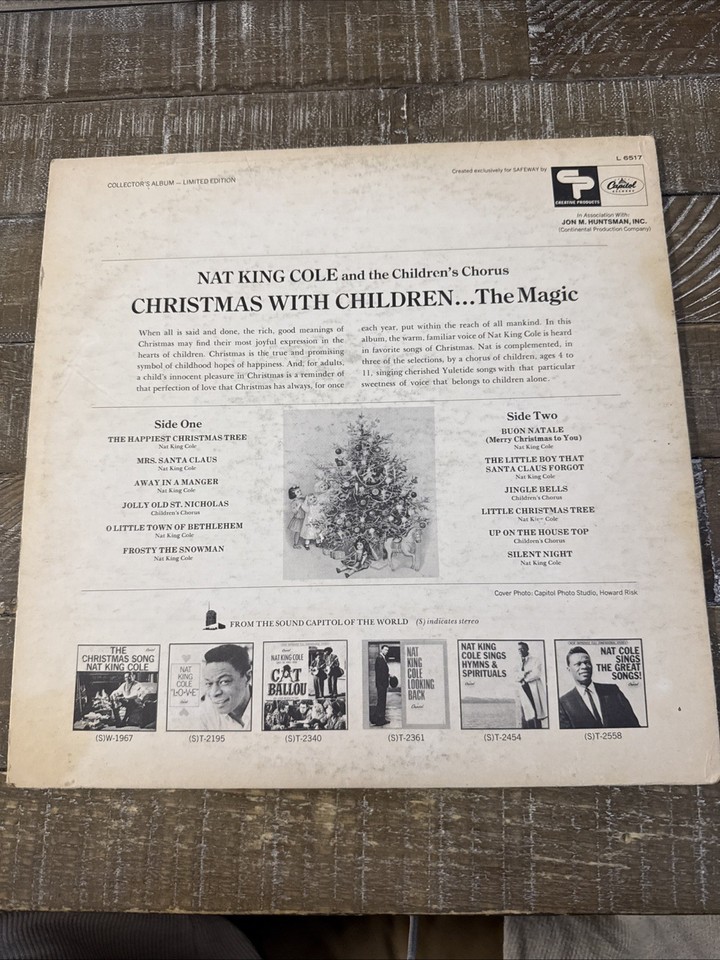 L 6517
COLLECTOR'S ALBUM — LIMITED EDITION
Created exclusively for SAFEWAY by
CP
CREATIVE PRODUCTS
Capitol
RECORDS
In Association With:
JON M. HUNTSMAN, INC.
(Continental Production Company)
NAT KING COLE and the Children's Chorus
CHRISTMAS WITH CHILDREN...The Magic
When all is said and done, the rich, good meanings of
Christmas may find their most joyful expression in the
hearts of children. Christmas is the true and promising
symbol of childhood hopes of happiness. And, for adults,
a child's innocent pleasure in Christmas is a reminder of
that perfection of love that Christmas has always, for once
each year, put within the reach of all mankind. In this
album, the warm, familiar voice of Nat King Cole is heard
in favorite songs of Christmas. Nat is complemented, in
three of the selections, by a chorus of children, ages 4 to
11, singing cherished Yuletide songs with that particular
sweetness of voice that belongs to children alone.
Side One
THE HAPPIEST CHRISTMAS TREE
Nat King Cole
MRS. SANTA CLAUS
Nat King Cole
AWAY IN A MANGER
Nat King Cole
JOLLY OLD ST. NICHOLAS
Children's Chorus
O LITTLE TOWN OF BETHLEHEM
Nat King Cole
FROSTY THE SNOWMAN
Nat King Cole
Side Two
BUON NATALE
(Merry Christmas to You)
Nat King Cole
THE LITTLE BOY THAT
SANTA CLAUS FORGOT
Nat King Cole
JINGLE BELLS
Children's Chorus
LITTLE CHRISTMAS TREE
Nat King Cole
UP ON THE HOUSE TOP
Children's Chorus
SILENT NIGHT
Nat King Cole
Cover Photo: Capitol Photo Studio, Howard Risk
FROM THE SOUND CAPITOL OF THE WORLD (S) indicates stereo
THE
CHRISTMAS SONG
NAT KING COLE
NAT
KING
COLE
"L-O-V-E"
NAT KING COLE
CAT
BALLOU
NAT
KING
COLE
LOOKING
BACK
NAT KING
COLE SINGS
HYMNS &
SPIRITUALS
NAT COLE
SINGS
THE GREAT
SONGS!
(S)W-1967
(S)T-2195
(S)T-2340
(S)T-2361
(S)T-2454
(S)T-2558